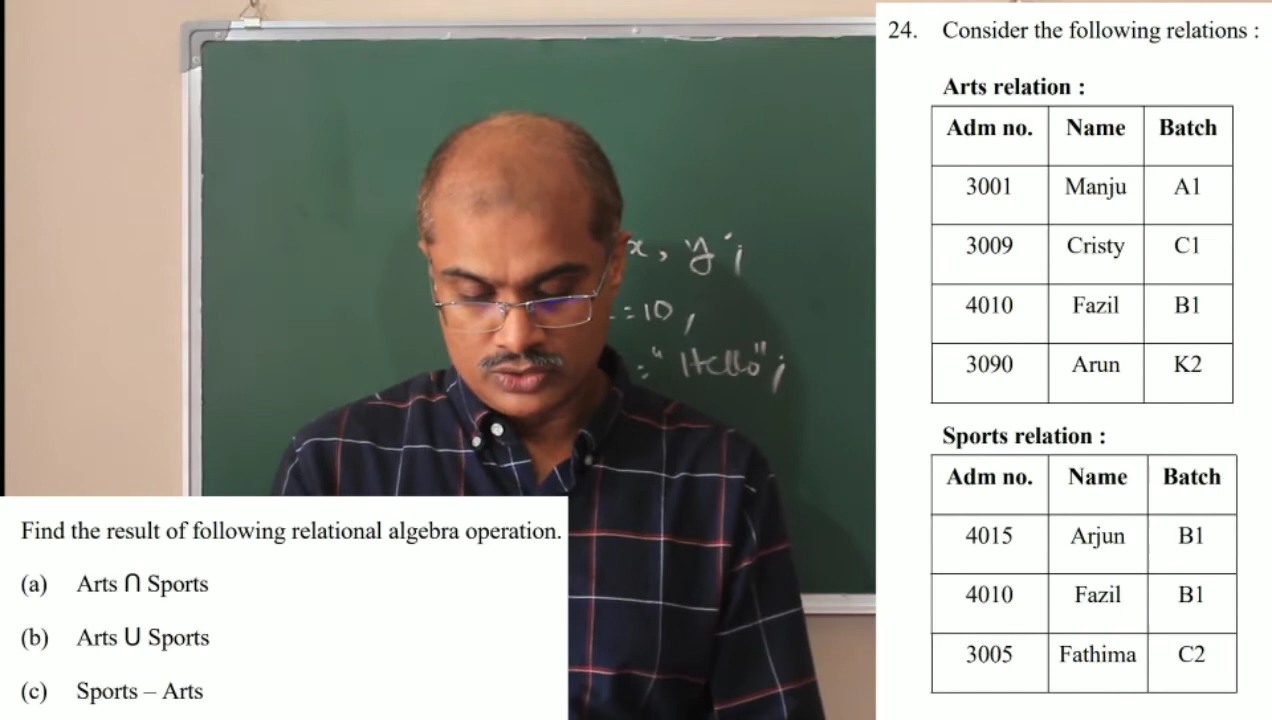 24. Consider the following relations :
Arts relation :
Adm no. Name Batch
3001 Manju A1
3009 Cristy C1
4010 Fazil B1
3090 Arun K2
Sports relation :
Adm no. Name Batch
4015 Arjun B1
4010 Fazil B1
3005 Fathima C2
x, y;
=10,
="Hello";
Find the result of following relational algebra operation.
(a) Arts ∩ Sports
(b) Arts ∪ Sports
(c) Sports – Arts